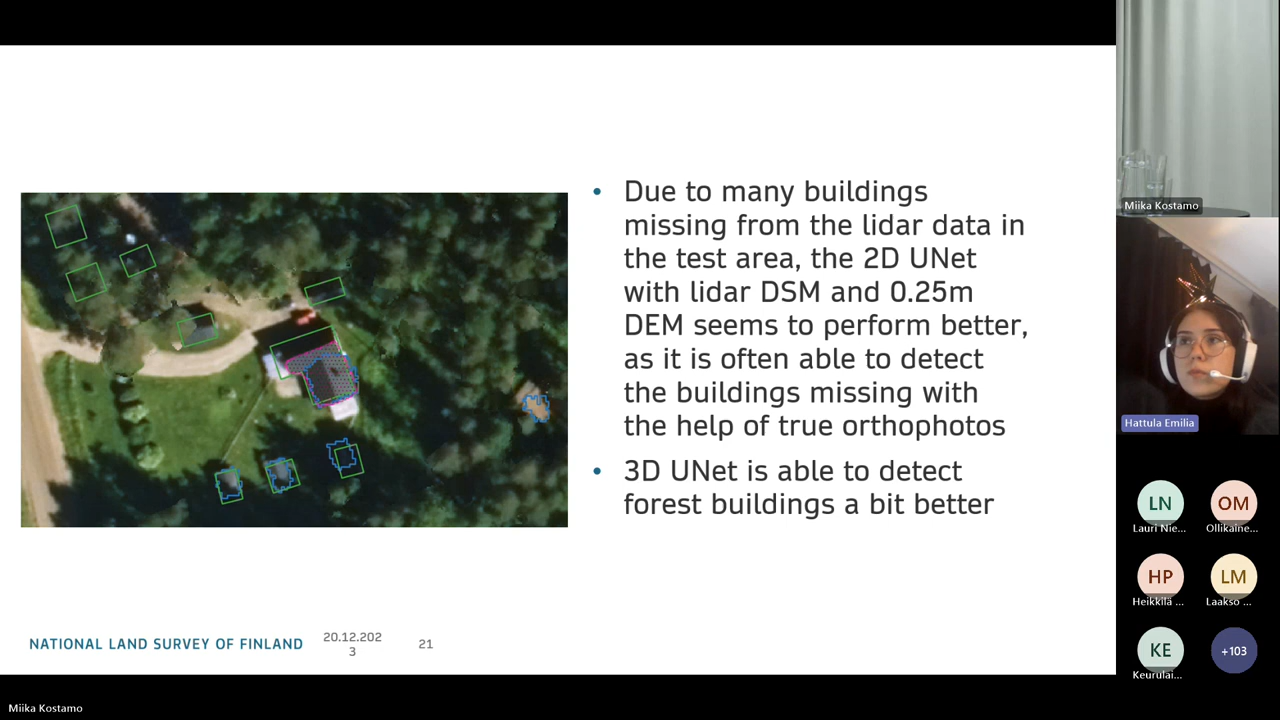 • Due to many buildings
missing from the lidar data in
the test area, the 2D UNet
with lidar DSM and 0.25m
DEM seems to perform better,
as it is often able to detect
the buildings missing with
the help of true orthophotos
• 3D UNet is able to detect
forest buildings a bit better
NATIONAL LAND SURVEY OF FINLAND
20.12.202
3
21
Miika Kostamo
Miika Kostamo
Hattula Emilia
LN
OM
Lauri Nie...
Ollikaine...
HP
LM
Heikkilä ...
Laakso ...
KE
+103
Keurulai...